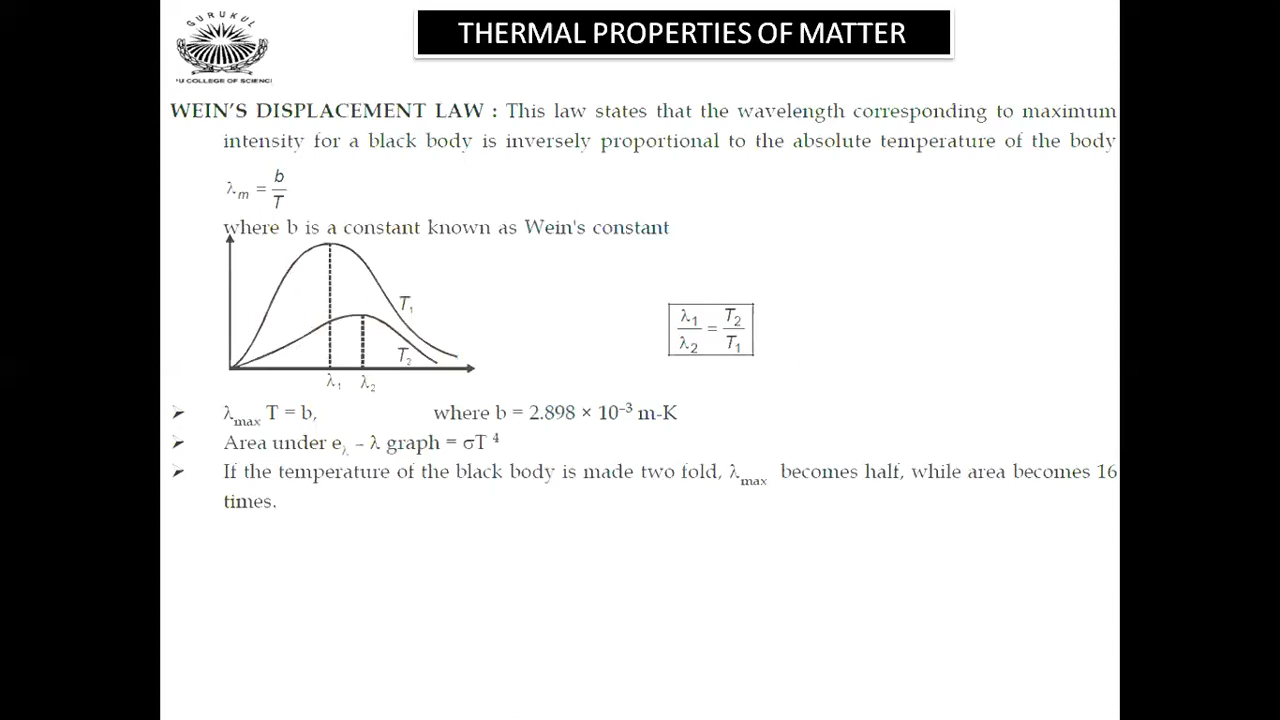 GURUKUL
'U COLLEGE OF SCIENC
THERMAL PROPERTIES OF MATTER
WEIN'S DISPLACEMENT LAW : This law states that the wavelength corresponding to maximum
intensity for a black body is inversely proportional to the absolute temperature of the body
λm = b/T
where b is a constant known as Wein's constant
T1
T2
λ1 λ2
λ1/λ2 = T2/T1
➤ λmax T = b, where b = 2.898 × 10⁻³ m-K
➤ Area under eλ – λ graph = σT⁴
➤ If the temperature of the black body is made two fold, λmax becomes half, while area becomes 16
times.